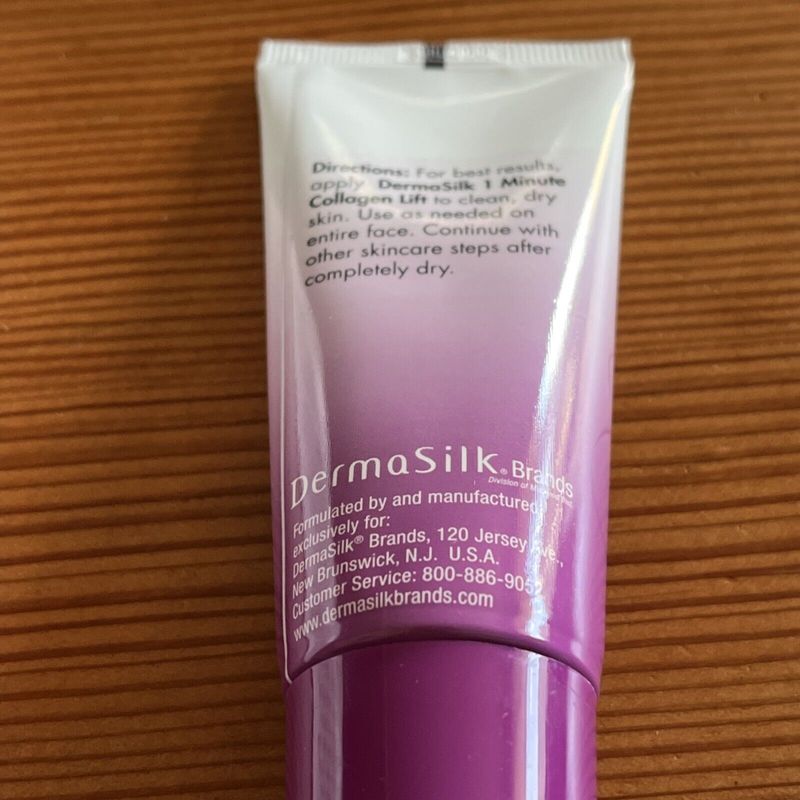 Directions: For best results,
apply DermaSilk 1 Minute
Collagen Lift to clean, dry
skin. Use as needed on
entire face. Continue with
other skincare steps after
completely dry.
DermaSilk® Brands
Division of
Formulated by and manufactured
exclusively for:
DermaSilk® Brands, 120 Jersey Ave.,
New Brunswick, N.J. U.S.A.
Customer Service: 800-886-9052
www.dermasilkbrands.com